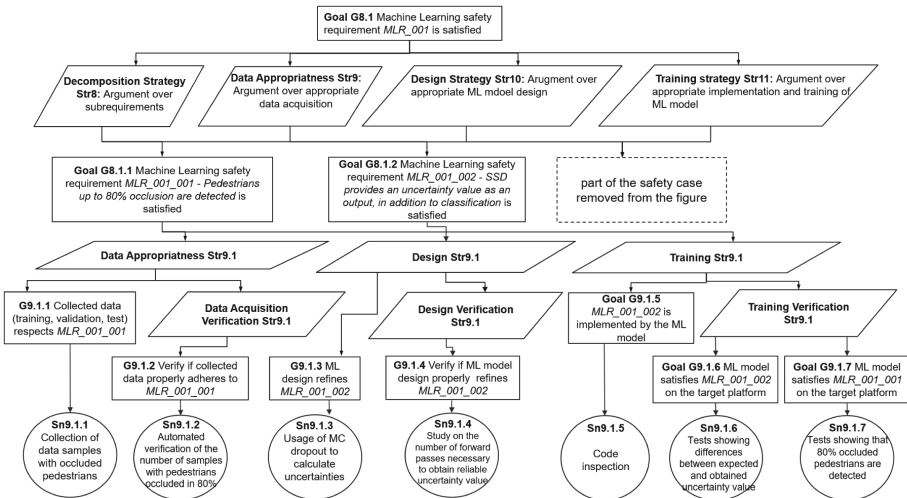 Goal G8.1 Machine Learning safety
requirement MLR_001 is satisfied
Decomposition Strategy
Str8: Argument over
subrequirements
Data Appropriatness Str9:
Argument over appropriate
data acquisition
Design Strategy Str10: Arugment over
appropriate ML mdoel design
Training strategy Str11: Argument over
appropriate implementation and training of
ML model
Goal G8.1.1 Machine Learning safety
requirement MLR_001_001 - Pedestrians
up to 80% occlusion are detected is
satisfied
Goal G8.1.2 Machine Learning safety
requirement MLR_001_002 - SSD
provides an uncertainty value as an
output, in addition to classification is
satisfied
part of the safety case
removed from the figure
Data Appropriatness Str9.1
Design Str9.1
Training Str9.1
G9.1.1 Collected data
(training, validation, test)
respects MLR_001_001
Data Acquisition
Verification Str9.1
Design Verification
Str9.1
Goal G9.1.5
MLR_001_002 is
implemented by the ML
model
Training Verification
Str9.1
G9.1.2 Verify if collected
data properly adheres to
MLR_001_001
G9.1.3 ML
design refines
MLR_001_002
G9.1.4 Verify if ML model
design properly refines
MLR_001_002
Goal G9.1.6 ML model
satisfies MLR_001_002
on the target platform
Goal G9.1.7 ML model
satisfies MLR_001_001
on the target platform
Sn9.1.1
Collection of
data samples
with occluded
pedestrians
Sn9.1.2
Automated
verification of the
number of samples
with pedestrians
occluded in 80%
Sn9.1.3
Usage of MC
dropout to
calculate
uncertainties
Sn9.1.4
Study on the
number of forward
passes necessary
to obtain reliable
uncertainty value
Sn9.1.5
Code
inspection
Sn9.1.6
Tests showing
differences
between expected
and obtained
uncertainty value
Sn9.1.7
Tests showing that
80% occluded
pedestrians are
detected